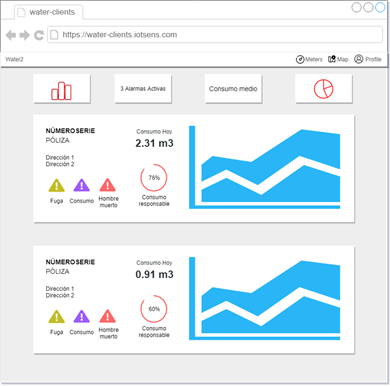 water-clients
https://water-clients.iotsens.com
Water2
Meters
Map
Profile
3 Alarmas Activas
Consumo medio
NÚMEROSERIE
PÓLIZA
Dirección 1
Dirección 2
Fuga
Consumo
Hombre
muerto
Consumo Hoy
2.31 m3
76%
Consumo
responsable
NÚMEROSERIE
PÓLIZA
Dirección 1
Dirección 2
Fuga
Consumo
Hombre
muerto
Consumo Hoy
0.91 m3
60%
Consumo
responsable